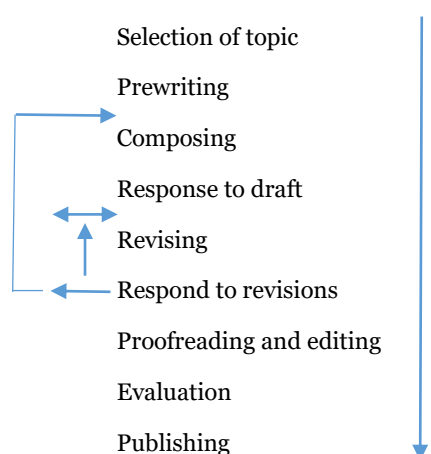 Selection of topic
Prewriting
Composing
Response to draft
Revising
Respond to revisions
Proofreading and editing
Evaluation
Publishing